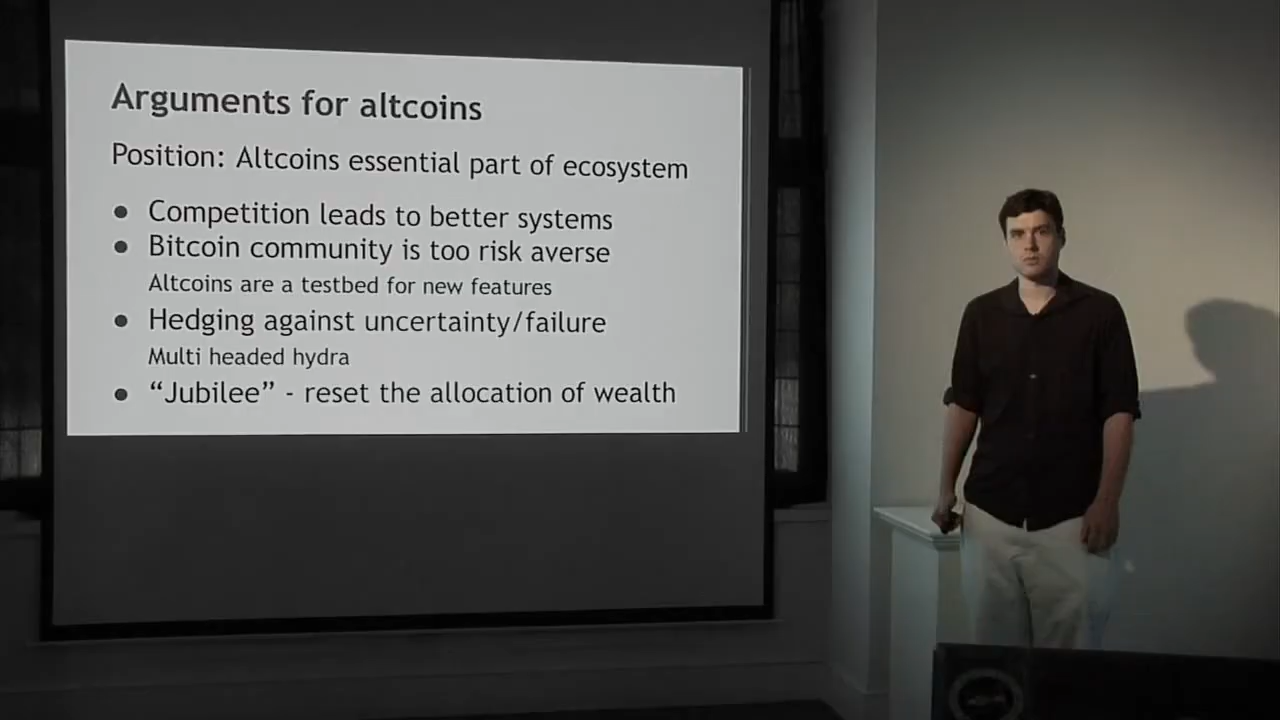 Arguments for altcoins
Position: Altcoins essential part of ecosystem
● Competition leads to better systems
● Bitcoin community is too risk averse
Altcoins are a testbed for new features
● Hedging against uncertainty/failure
Multi headed hydra
● “Jubilee” - reset the allocation of wealth